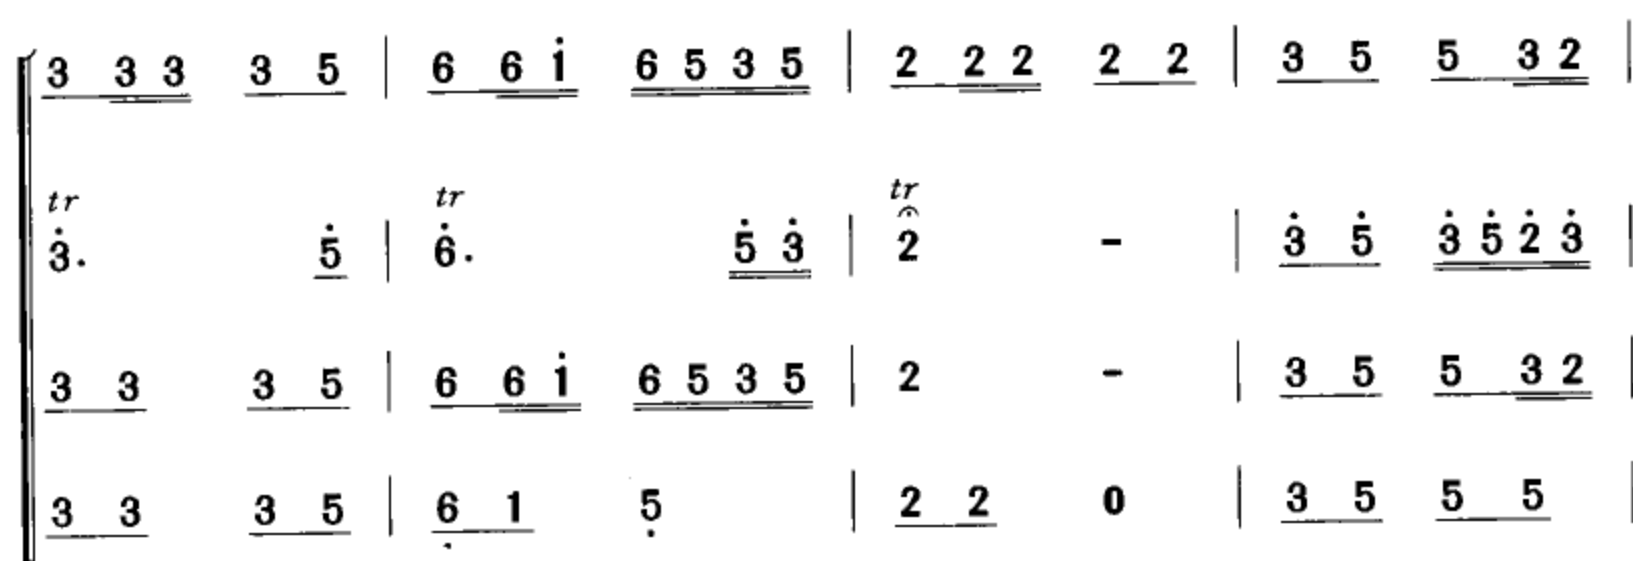 3 3 3 3 5 | 6 6 i̇ 6 5 3 5 | 2 2 2 2 2 | 3 5 5 3 2 |
tr tr tr
3̇. 5̇ | 6̇. 5̇ 3̇ | 2 - | 3̇ 5̇ 3̇ 5̇ 2̇ 3̇ |
3 3 3 5 | 6 6 1̇ 6 5 3 5 | 2 - | 3 5 5 3 2 |
3 3 3 5 | 6̣ 1 5̣ | 2 2 0 | 3 5 5 5 |